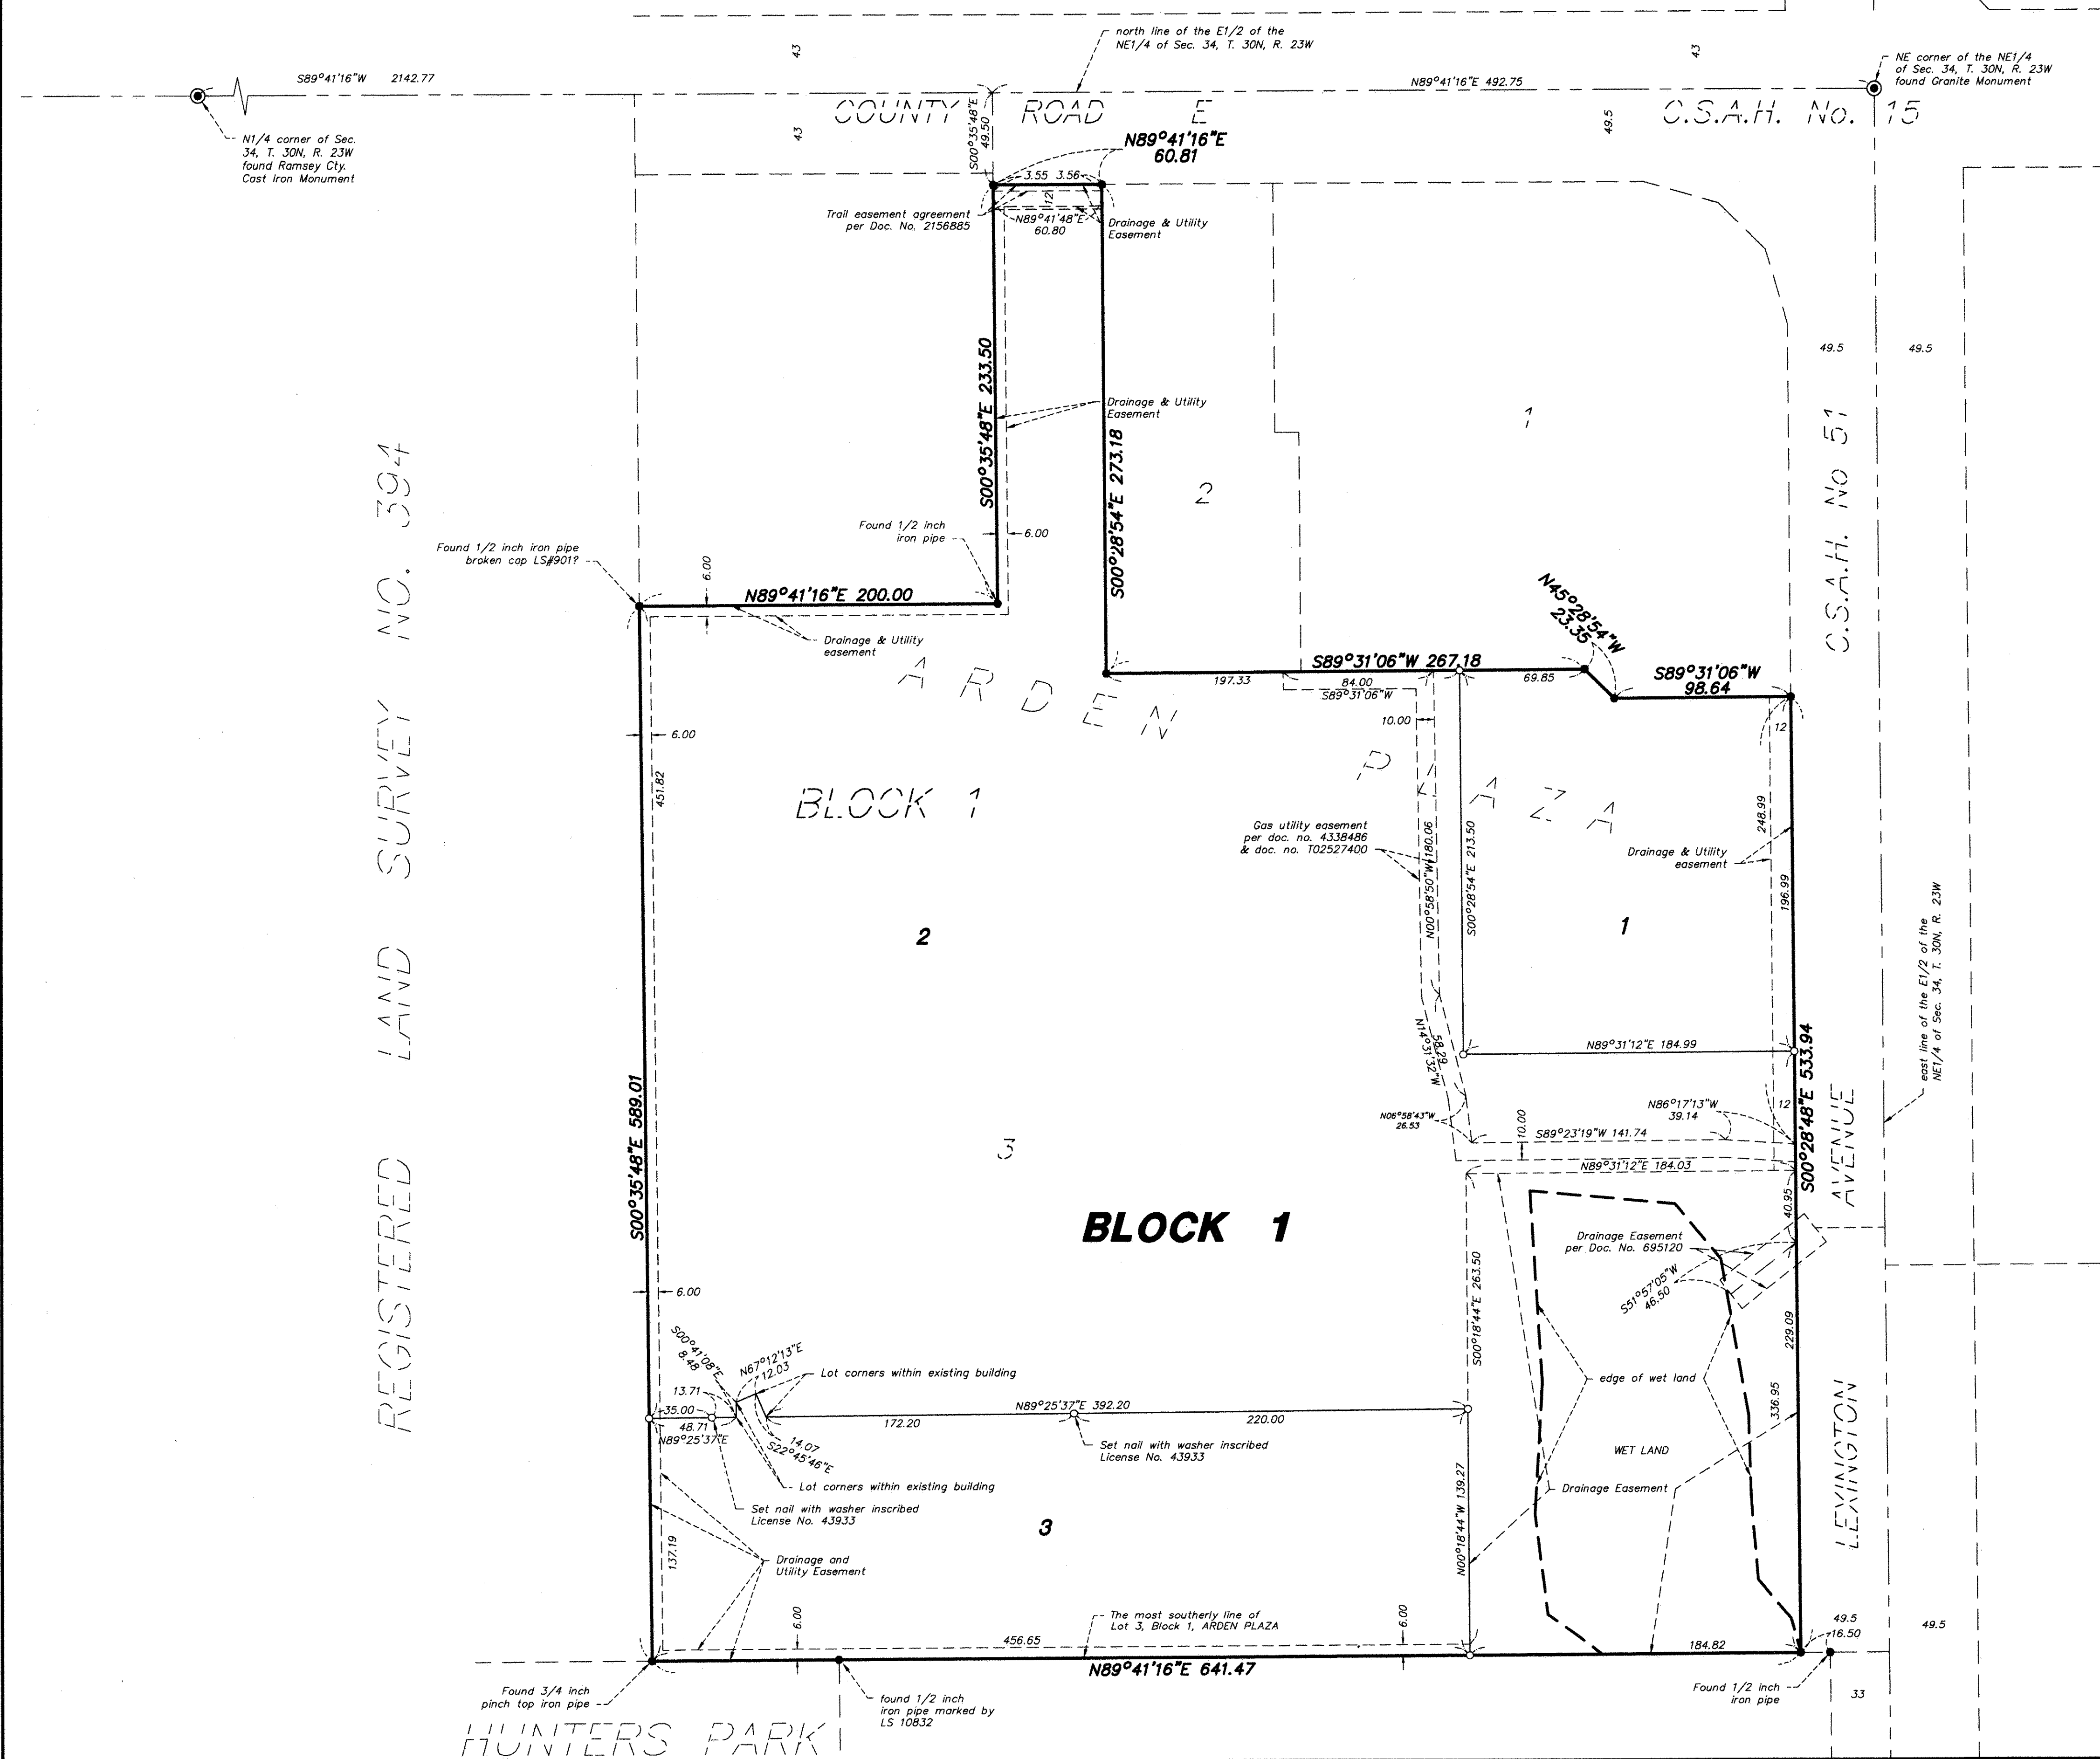 north line of the E1/2 of the
NE1/4 of Sec. 34, T. 30N, R. 23W
43
43
S89°41'16"W 2142.77
N89°41'16"E 492.75
NE corner of the NE1/4
of Sec. 34, T. 30N, R. 23W
found Granite Monument
COUNTY ROAD E
C.S.A.H. No. 15
N1/4 corner of Sec.
34, T. 30N, R. 23W
found Ramsey Cty.
Cast Iron Monument
43
S00°35'48"E
49.50
49.5
N89°41'16"E
60.81
3.55 3.56
12
Trail easement agreement
per Doc. No. 2156885
N89°41'48"E
60.80
Drainage & Utility
Easement
S00°35'48"E 233.50
Drainage & Utility
Easement
S00°28'54"E 273.18
49.5
49.5
1
2
C.S.A.H. No 51
Found 1/2 inch
iron pipe
6.00
Found 1/2 inch iron pipe
broken cap LS#901?
6.00
N89°41'16"E 200.00
Drainage & Utility
easement
N45°28'54"W
23.35
S89°31'06"W 267.18
197.33
84.00
S89°31'06"W
69.85
S89°31'06"W
98.64
10.00
12
ARDEN PLAZA
6.00
451.82
BLOCK 1
Gas utility easement
per doc. no. 4338486
& doc. no. T02527400
N00°58'50"W 180.06
S00°28'54"E 213.50
248.99
Drainage & Utility
easement
196.99
REGISTERED LAND SURVEY NO. 394
2
1
east line of the E1/2 of the
NE1/4 of Sec. 34, T. 30N, R. 23W
N14°31'32"W
58.29
N89°31'12"E 184.99
S00°28'48"E 533.94
S00°35'48"E 589.01
N06°58'43"W
26.53
N86°17'13"W
39.14
12
10.00
S89°23'19"W 141.74
N89°31'12"E 184.03
3
BLOCK 1
40.95
Drainage Easement
per Doc. No. 695120
S51°57'05"W
46.50
S00°18'44"E 263.50
229.09
6.00
S00°41'08"E
8.48
N67°12'13"E
12.03
Lot corners within existing building
edge of wet land
13.71
35.00
48.71
N89°25'37"E
N89°25'37"E 392.20
172.20
220.00
336.95
14.07
S22°45'46"E
Set nail with washer inscribed
License No. 43933
WET LAND
Lot corners within existing building
Drainage Easement
Set nail with washer inscribed
License No. 43933
N00°18'44"W 139.27
3
LEXINGTON AVENUE
137.19
Drainage and
Utility Easement
6.00
The most southerly line of
Lot 3, Block 1, ARDEN PLAZA
6.00
49.5
16.50
49.5
456.65
184.82
N89°41'16"E 641.47
Found 3/4 inch
pinch top iron pipe
found 1/2 inch
iron pipe marked by
LS 10832
Found 1/2 inch
iron pipe
33
HUNTERS PARK